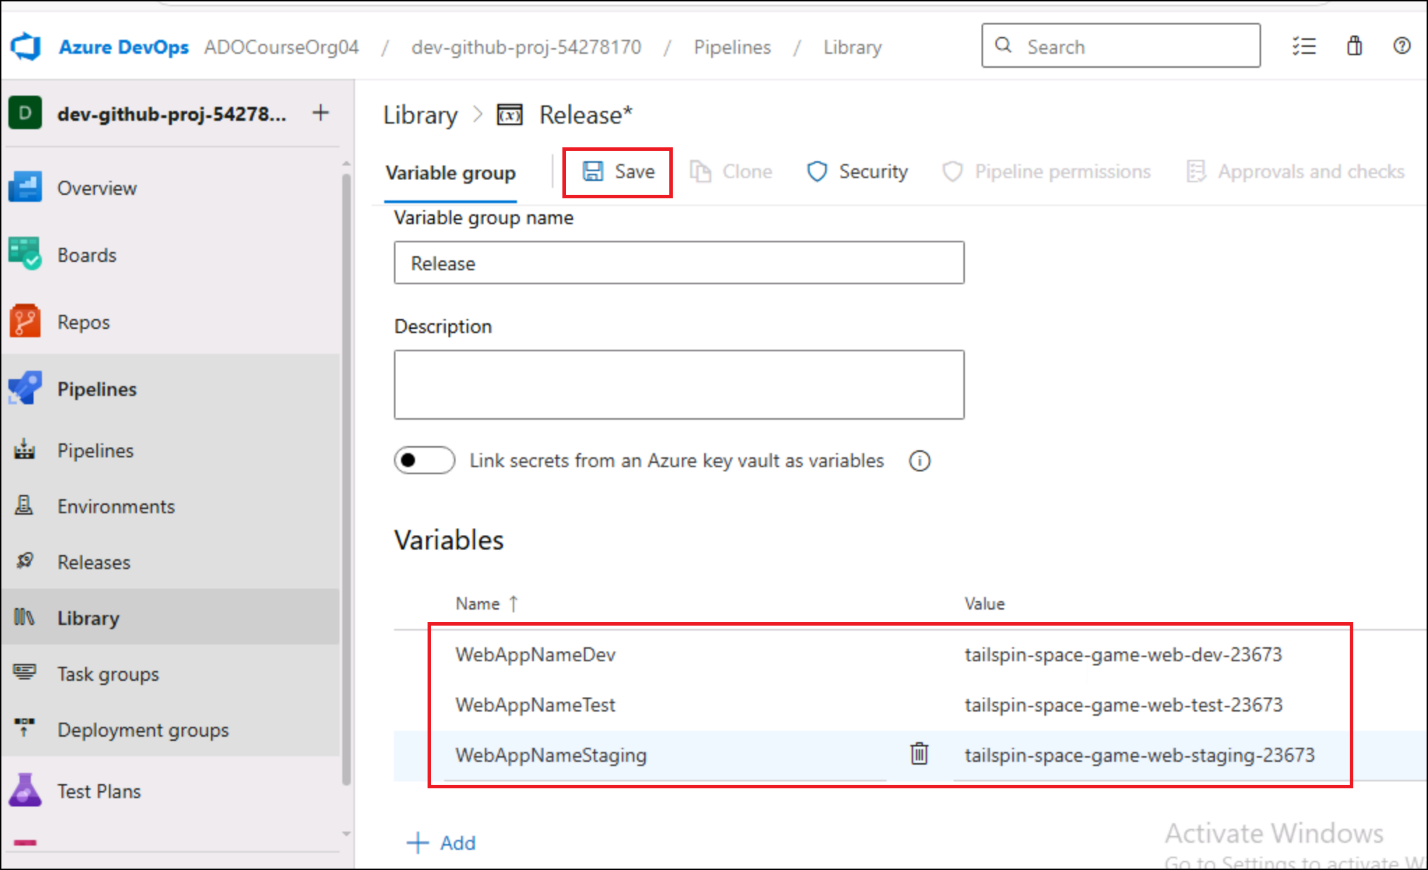 Azure DevOps ADOCourseOrg04 / dev-github-proj-54278170 / Pipelines / Library Search
D dev-github-proj-54278... +
Overview
Boards
Repos
Pipelines
Pipelines
Environments
Releases
Library
Task groups
Deployment groups
Test Plans
Library > (x) Release*
Variable group Save Clone Security Pipeline permissions Approvals and checks
Variable group name
Release
Description
Link secrets from an Azure key vault as variables
Variables
Name ↑ Value
WebAppNameDev tailspin-space-game-web-dev-23673
WebAppNameTest tailspin-space-game-web-test-23673
WebAppNameStaging tailspin-space-game-web-staging-23673
+ Add
Activate Windows
Go to Settings to activate W